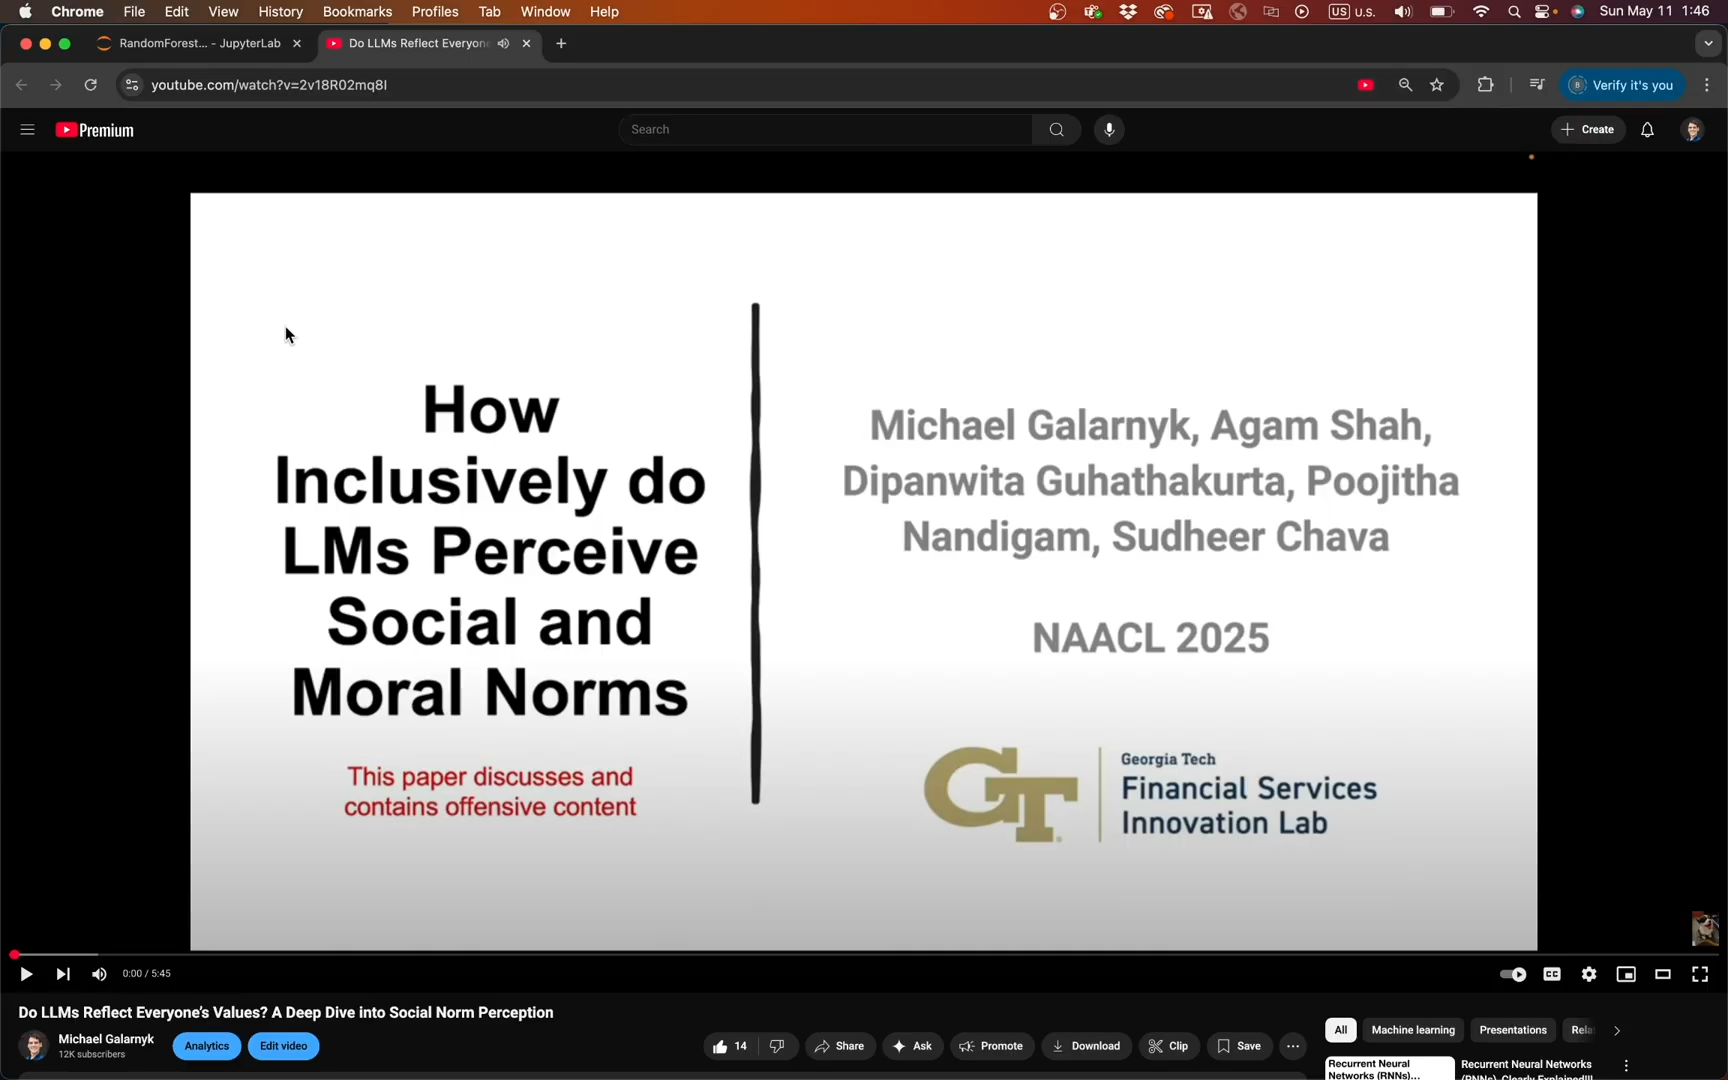 Chrome File Edit View History Bookmarks Profiles Tab Window Help US U.S. Sun May 11 1:46
RandomForest... - JupyterLab Do LLMs Reflect Everyone
youtube.com/watch?v=2v18R02mq8I Verify it's you
Premium Search Create
How
Inclusively do
LMs Perceive
Social and
Moral Norms
This paper discusses and
contains offensive content
Michael Galarnyk, Agam Shah,
Dipanwita Guhathakurta, Poojitha
Nandigam, Sudheer Chava
NAACL 2025
GT
Georgia Tech
Financial Services
Innovation Lab
0:00 / 5:45 CC
Do LLMs Reflect Everyone's Values? A Deep Dive into Social Norm Perception
Michael Galarnyk
12K subscribers
Analytics Edit video 14 Share Ask Promote Download Clip Save
All Machine learning Presentations Rela
Recurrent Neural
Networks (RNNs)...
Recurrent Neural Networks
(RNNs), Clearly Explained!!!